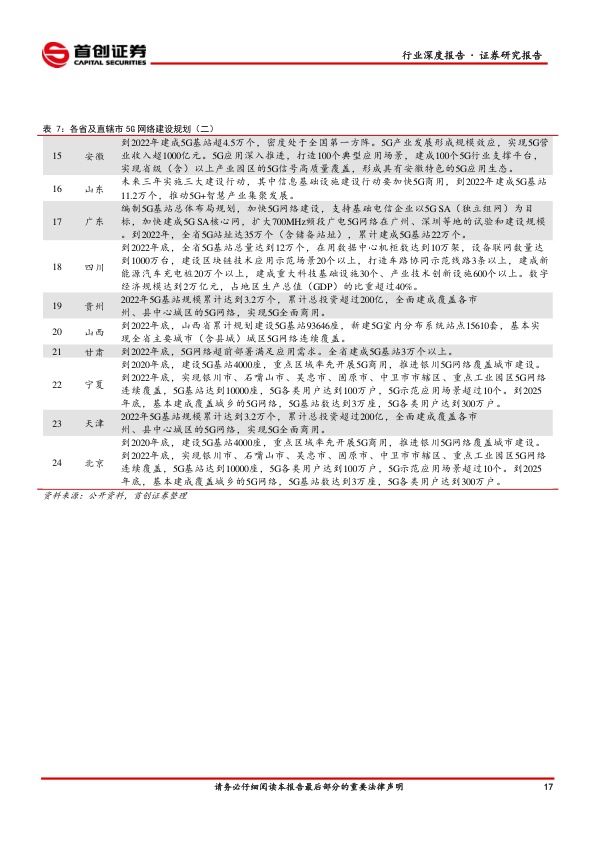 首创证券
CAPITAL SECURITIES
行业深度报告 · 证券研究报告
表 7：各省及直辖市 5G 网络建设规划（二）
到2022年建成5G基站超4.5万个，密度处于全国第一方阵。5G产业发展形成规模效应，实现5G营
15 安徽 业收入超1000亿元。5G应用深入推进，打造100个典型应用场景，建成100个5G行业支撑平台，
实现省级（含）以上产业园区的5G信号高质量覆盖，形成具有安徽特色的5G应用生态。
16 山东 未来三年实施三大建设行动，其中信息基础设施建设行动要加快5G商用，到2022年建成5G基站
11.2万个，推动5G+智慧产业集聚发展。
编制5G基站总体布局规划，加快5G网络建设，支持基础电信企业以5G SA（独立组网）为目
17 广东 标，加快建成5G SA核心网，扩大700MHz频段广电5G网络在广州、深圳等地的试验和建设规模
。到2022年，全省5G站址达35万个（含储备站址），累计建成5G基站22万个。
到2022年底，全省5G基站总量达到12万个，在用数据中心机柜数达到10万架，设备联网数量达
18 四川 到1000万台，建设区块链技术应用示范场景20个以上，打造车路协同示范线路3条以上，建成新
能源汽车充电桩20万个以上，建成重大科技基础设施30个、产业技术创新设施600个以上。数字
经济规模达到2万亿元，占地区生产总值（GDP）的比重超过40%。
19 贵州 2022年5G基站规模累计达到3.2万个，累计总投资超过200亿，全面建成覆盖各市
州、县中心城区的5G网络，实现5G全面商用。
20 山西 到2022年底，山西省累计规划建设5G基站93646座，新建5G室内分布系统站点15610套，基本实
现全省主要城市（含县城）城区5G网络连续覆盖。
21 甘肃 到2022年底，5G网络超前部署满足应用需求。全省建成5G基站3万个以上。
到2020年底，建设5G基站4000座，重点区域率先开展5G商用，推进银川5G网络覆盖城市建设。
22 宁夏 到2022年底，实现银川市、石嘴山市、吴忠市、固原市、中卫市市辖区、重点工业园区5G网络
连续覆盖，5G基站达到10000座，5G各类用户达到100万户，5G示范应用场景超过10个。到2025
年底，基本建成覆盖城乡的5G网络，5G基站数达到3万座，5G各类用户达到300万户。
23 天津 2022年5G基站规模累计达到3.2万个，累计总投资超过200亿，全面建成覆盖各市
州、县中心城区的5G网络，实现5G全面商用。
到2020年底，建设5G基站4000座，重点区域率先开展5G商用，推进银川5G网络覆盖城市建设。
24 北京 到2022年底，实现银川市、石嘴山市、吴忠市、固原市、中卫市市辖区、重点工业园区5G网络
连续覆盖，5G基站达到10000座，5G各类用户达到100万户，5G示范应用场景超过10个。到2025
年底，基本建成覆盖城乡的5G网络，5G基站数达到3万座，5G各类用户达到300万户。
资料来源：公开资料，首创证券整理
请务必仔细阅读本报告最后部分的重要法律声明 17